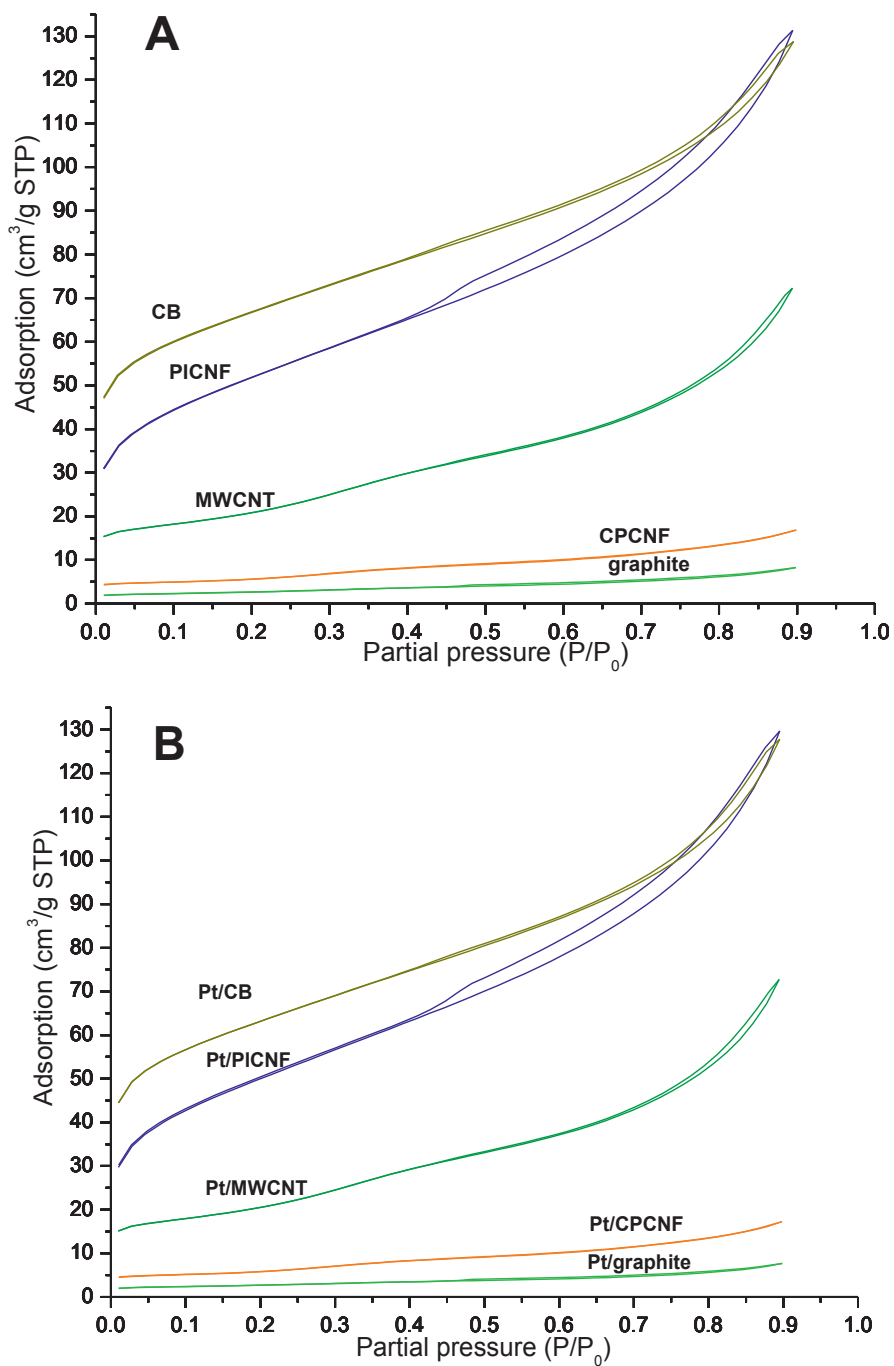 A
130
120
110
100
90
80
70
60
50
40
30
20
10
0
Adsorption (cm³/g STP)
CB
PlCNF
MWCNT
CPCNF
graphite
0.0 0.1 0.2 0.3 0.4 0.5 0.6 0.7 0.8 0.9 1.0
Partial pressure (P/P₀)
B
130
120
110
100
90
80
70
60
50
40
30
20
10
0
Adsorption (cm³/g STP)
Pt/CB
Pt/PlCNF
Pt/MWCNT
Pt/CPCNF
Pt/graphite
0.0 0.1 0.2 0.3 0.4 0.5 0.6 0.7 0.8 0.9 1.0
Partial pressure (P/P₀)